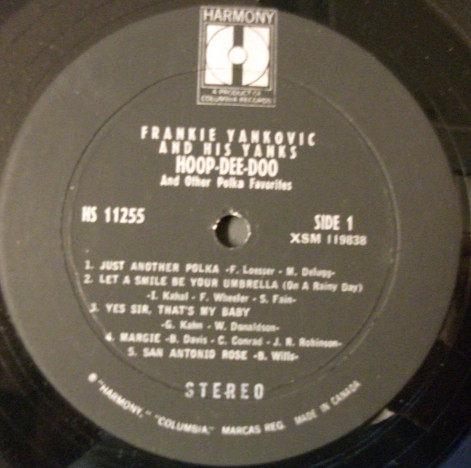 HARMONY
A PRODUCT OF
COLUMBIA RECORDS
FRANKIE YANKOVIC
AND HIS YANKS
HOOP-DEE-DOO
And Other Polka Favorites
HS 11255
SIDE 1
XSM 119838
1. JUST ANOTHER POLKA -F. Loesser - M. Delugg-
2. LET A SMILE BE YOUR UMBRELLA (On A Rainy Day)
-I. Kahal - F. Wheeler - S. Fain-
3. YES SIR, THAT'S MY BABY
-G. Kahn - W. Donaldson-
4. MARGIE -B. Davis - C. Conrad - J. R. Robinson-
5. SAN ANTONIO ROSE -B. Wills-
STEREO
® "HARMONY," "COLUMBIA," MARCAS REG. MADE IN CANADA